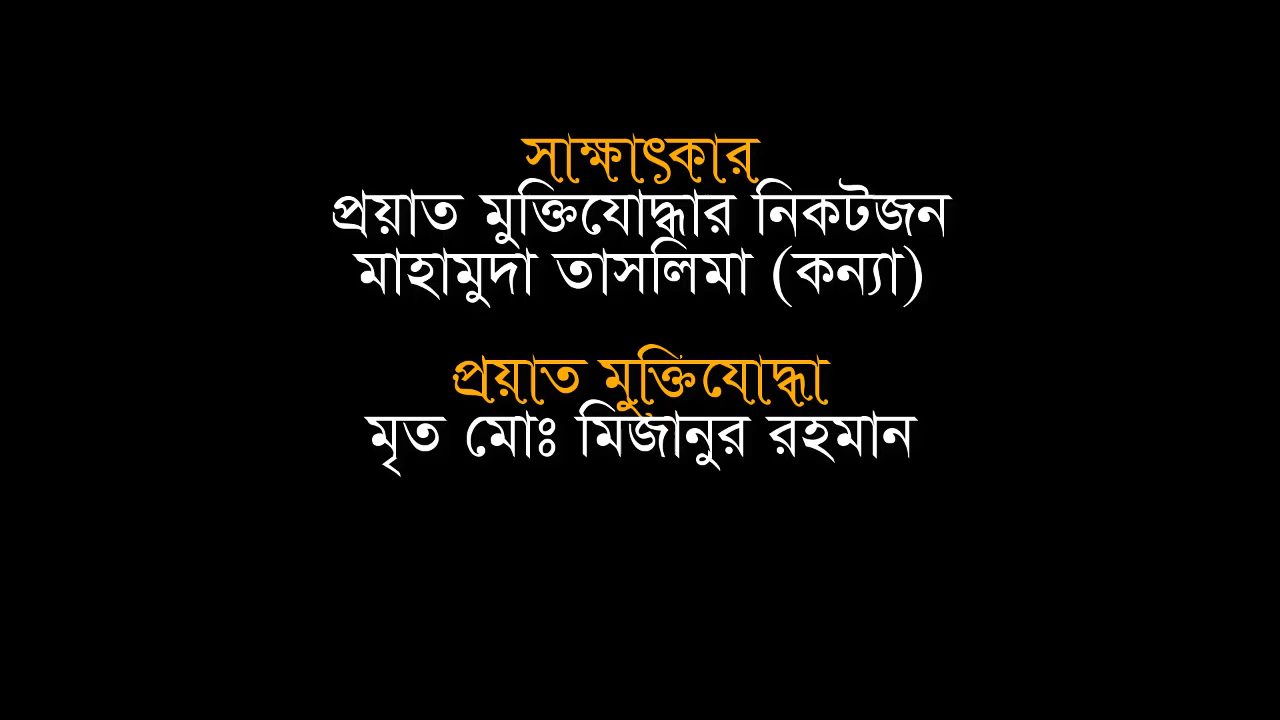 সাক্ষাৎকার
প্রয়াত মুক্তিযোদ্ধার নিকটজন
মাহামুদা তাসলিমা (কন্যা)
প্রয়াত মুক্তিযোদ্ধা
মৃত মোঃ মিজানুর রহমান